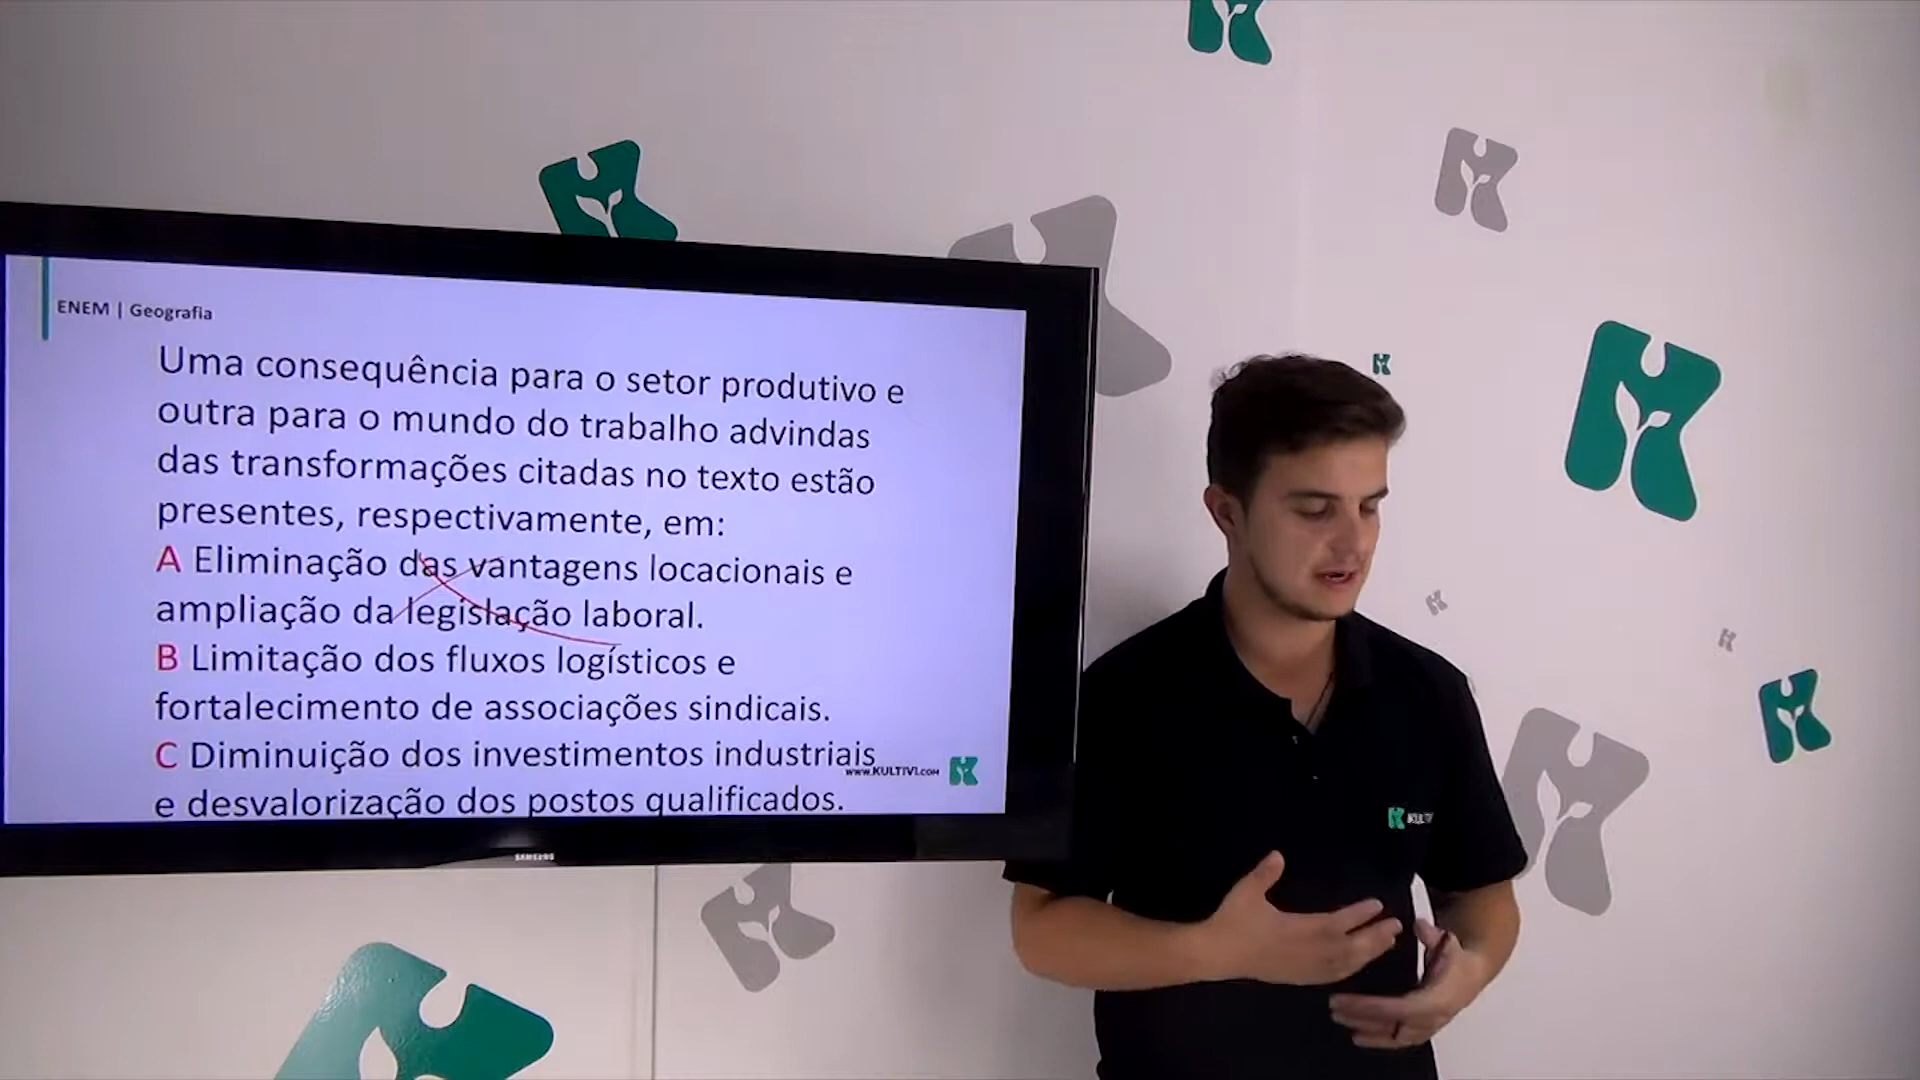 ENEM | Geografia
Uma consequência para o setor produtivo e
outra para o mundo do trabalho advindas
das transformações citadas no texto estão
presentes, respectivamente, em:
A Eliminação das vantagens locacionais e
ampliação da legislação laboral.
B Limitação dos fluxos logísticos e
fortalecimento de associações sindicais.
C Diminuição dos investimentos industriais
www.KULTIVI.COM
e desvalorização dos postos qualificados.
SAMSUNG